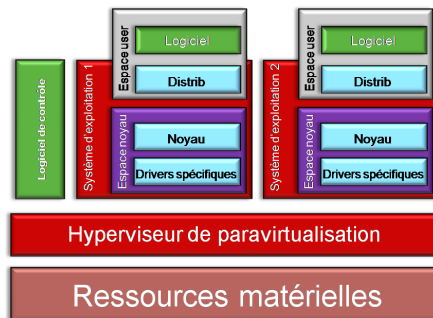 Logiciel de contrôle
Système d'exploitation 1
Espace user
Logiciel
Distrib
Espace noyau
Noyau
Drivers spécifiques
Système d'exploitation 2
Espace user
Logiciel
Distrib
Espace noyau
Noyau
Drivers spécifiques
Hyperviseur de paravirtualisation
Ressources matérielles